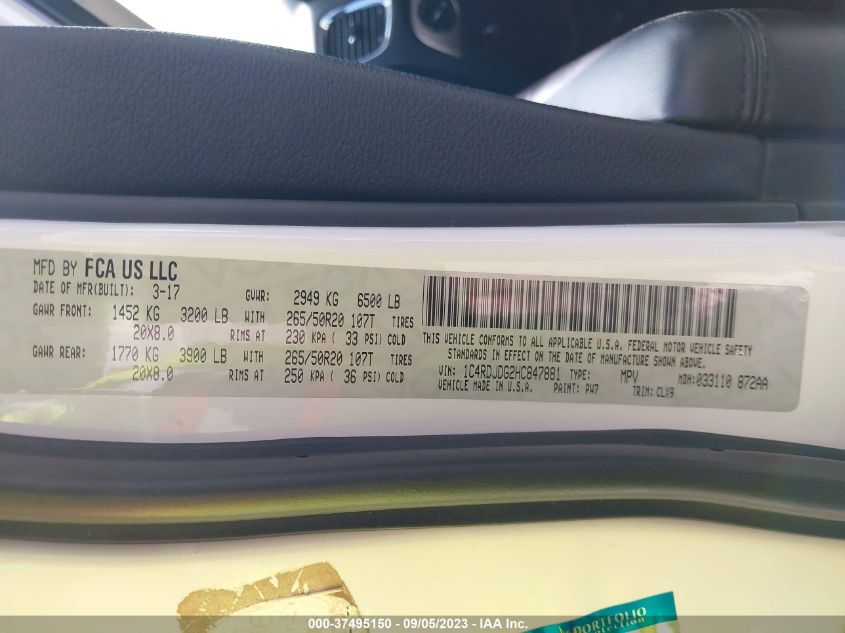 MFD BY FCA US LLC
DATE OF MFR(BUILT): 3-17 GVWR: 2949 KG 6500 LB
GAWR FRONT: 1452 KG 3200 LB WITH 265/50R20 107T TIRES
20X8.0 RIMS AT 230 KPA ( 33 PSI) COLD
GAWR REAR: 1770 KG 3900 LB WITH 265/50R20 107T TIRES
20X8.0 RIMS AT 250 KPA ( 36 PSI) COLD
THIS VEHICLE CONFORMS TO ALL APPLICABLE U.S.A. FEDERAL MOTOR VEHICLE SAFETY
STANDARDS IN EFFECT ON THE DATE OF MANUFACTURE SHOWN ABOVE.
VIN: 1C4RDJDG2HC847881 TYPE: MPV MDH: 033110 872AA
VEHICLE MADE IN U.S.A. PAINT: PW7 TRIM: CLX9
PORTFOLIO
000-37495150 - 09/05/2023 - IAA Inc.